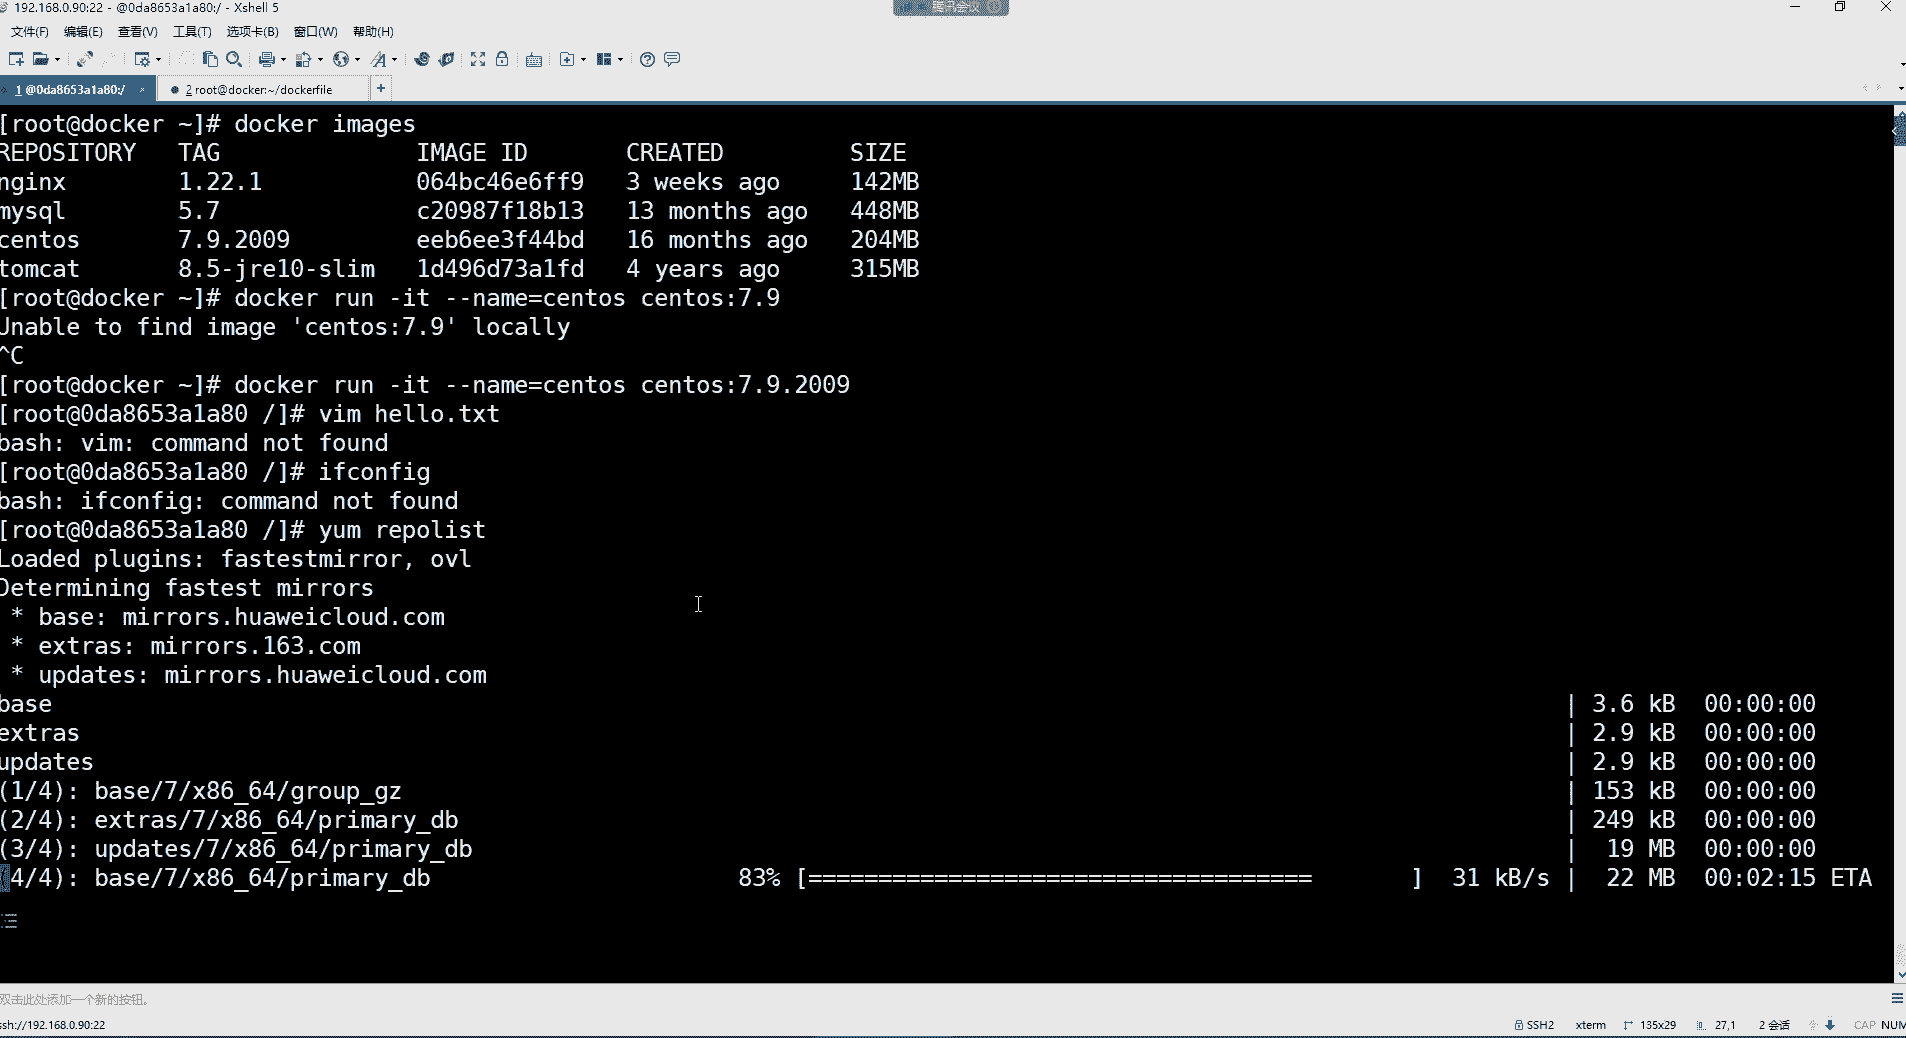 192.168.0.90:22 - @0da8653a1a80:/ - Xshell 5
腾讯会议
文件(F) 编辑(E) 查看(V) 工具(T) 选项卡(B) 窗口(W) 帮助(H)
1 @0da8653a1a80:/ × 2 root@docker:~/dockerfile +
[root@docker ~]# docker images
REPOSITORY TAG IMAGE ID CREATED SIZE
nginx 1.22.1 064bc46e6ff9 3 weeks ago 142MB
mysql 5.7 c20987f18b13 13 months ago 448MB
centos 7.9.2009 eeb6ee3f44bd 16 months ago 204MB
tomcat 8.5-jre10-slim 1d496d73a1fd 4 years ago 315MB
[root@docker ~]# docker run -it --name=centos centos:7.9
Unable to find image 'centos:7.9' locally
^C
[root@docker ~]# docker run -it --name=centos centos:7.9.2009
[root@0da8653a1a80 /]# vim hello.txt
bash: vim: command not found
[root@0da8653a1a80 /]# ifconfig
bash: ifconfig: command not found
[root@0da8653a1a80 /]# yum repolist
Loaded plugins: fastestmirror, ovl
Determining fastest mirrors
* base: mirrors.huaweicloud.com
* extras: mirrors.163.com
* updates: mirrors.huaweicloud.com
base | 3.6 kB 00:00:00
extras | 2.9 kB 00:00:00
updates | 2.9 kB 00:00:00
(1/4): base/7/x86_64/group_gz | 153 kB 00:00:00
(2/4): extras/7/x86_64/primary_db | 249 kB 00:00:00
(3/4): updates/7/x86_64/primary_db | 19 MB 00:00:00
(4/4): base/7/x86_64/primary_db 83% [==================================== ] 31 kB/s | 22 MB 00:02:15 ETA
双击此处添加一个新的按钮。
ssh://192.168.0.90:22 SSH2 xterm 135x29 27,1 2 会话 CAP NUM